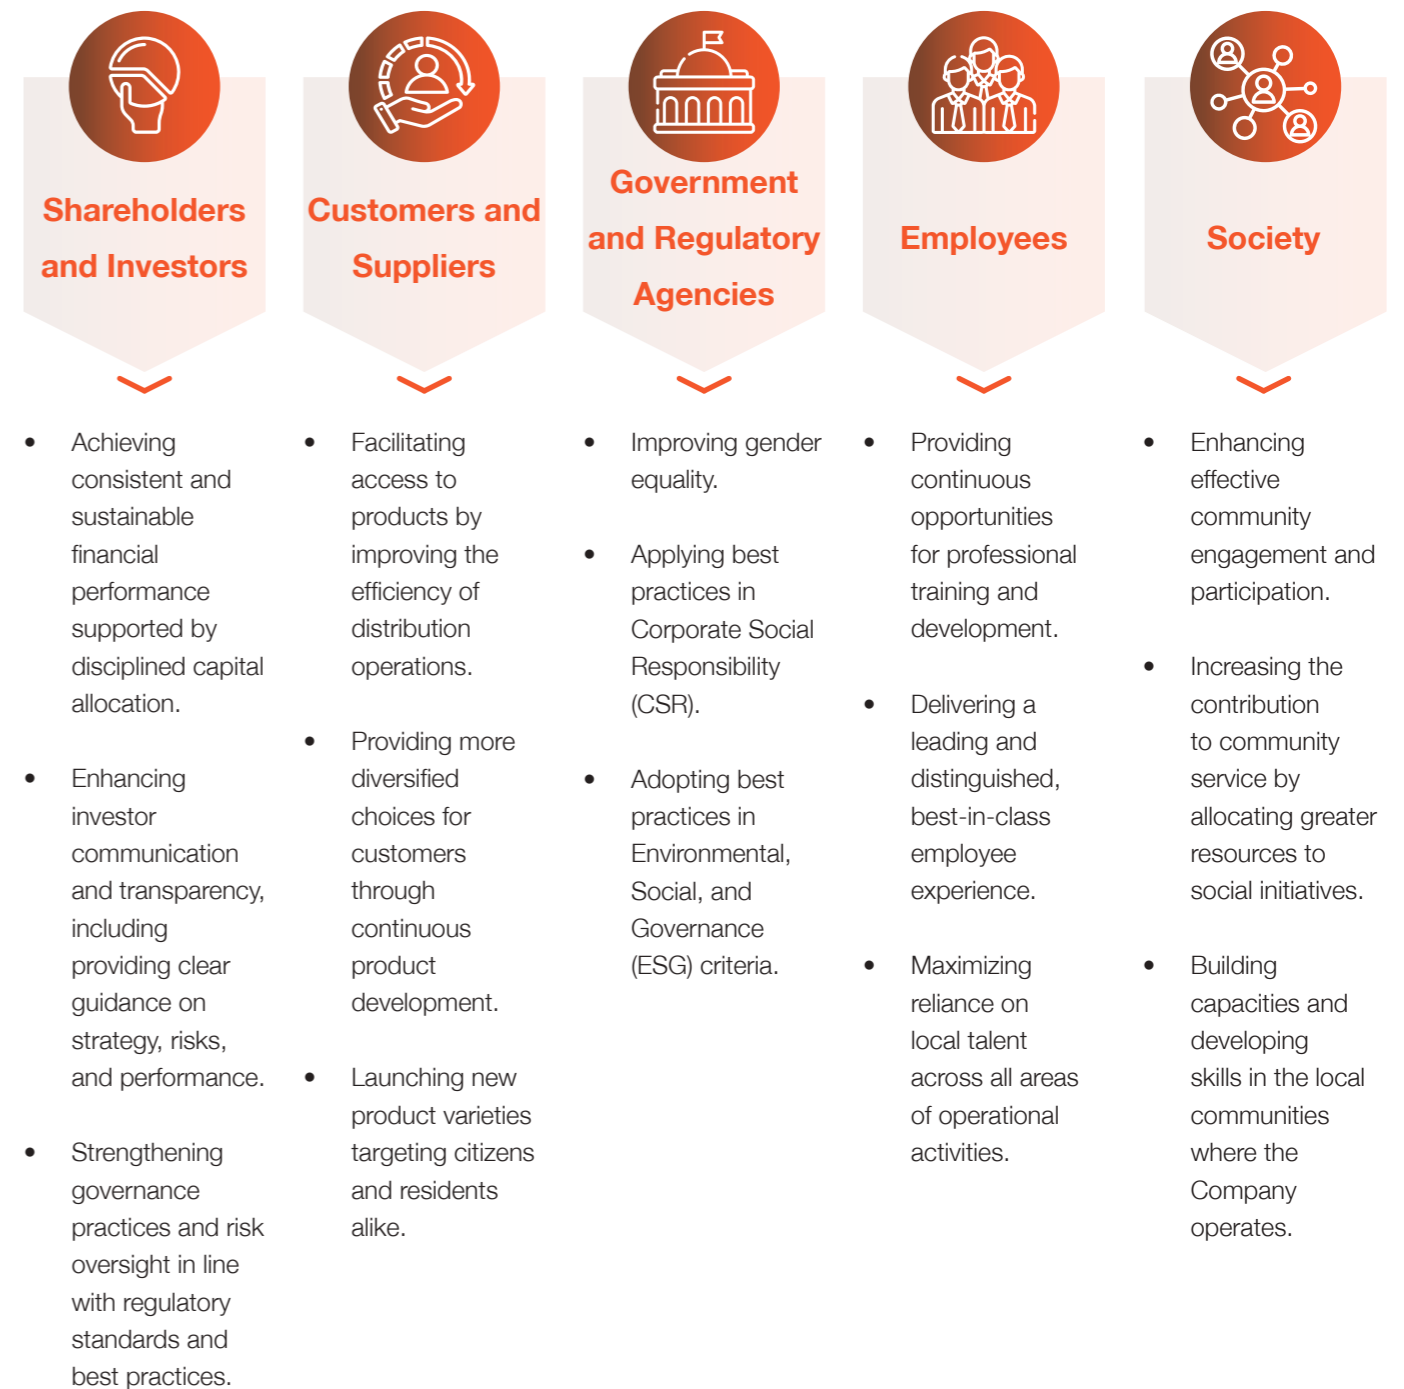 Shareholders
and Investors
• Achieving
consistent and
sustainable
financial
performance
supported by
disciplined capital
allocation.
• Enhancing
investor
communication
and transparency,
including
providing clear
guidance on
strategy, risks,
and performance.
• Strengthening
governance
practices and risk
oversight in line
with regulatory
standards and
best practices.
Customers and
Suppliers
• Facilitating
access to
products by
improving the
efficiency of
distribution
operations.
• Providing more
diversified
choices for
customers
through
continuous
product
development.
• Launching new
product varieties
targeting citizens
and residents
alike.
Government
and Regulatory
Agencies
• Improving gender
equality.
• Applying best
practices in
Corporate Social
Responsibility
(CSR).
• Adopting best
practices in
Environmental,
Social, and
Governance
(ESG) criteria.
Employees
• Providing
continuous
opportunities
for professional
training and
development.
• Delivering a
leading and
distinguished,
best-in-class
employee
experience.
• Maximizing
reliance on
local talent
across all areas
of operational
activities.
Society
• Enhancing
effective
community
engagement and
participation.
• Increasing the
contribution
to community
service by
allocating greater
resources to
social initiatives.
• Building
capacities and
developing
skills in the local
communities
where the
Company
operates.